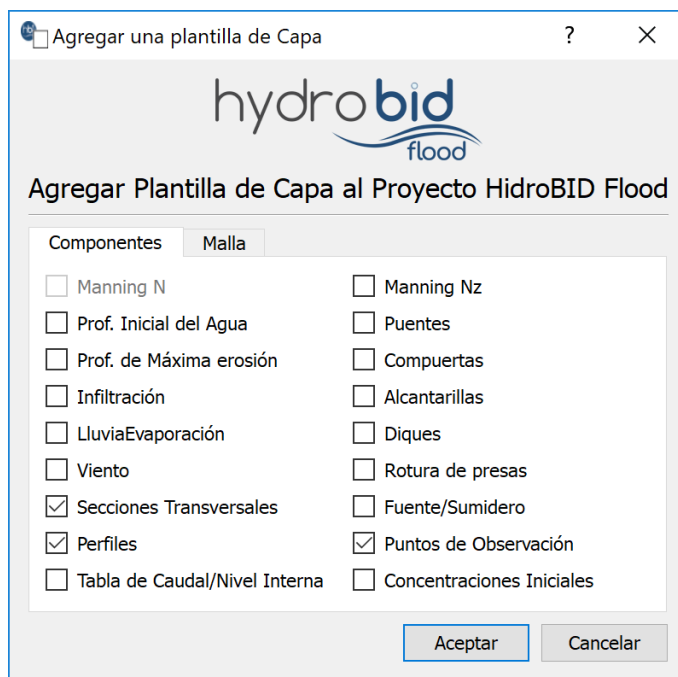 Agregar una plantilla de Capa
hydrobid
flood
Agregar Plantilla de Capa al Proyecto HidroBID Flood
Componentes Malla
Manning N Manning Nz
Prof. Inicial del Agua Puentes
Prof. de Máxima erosión Compuertas
Infiltración Alcantarillas
LluviaEvaporación Diques
Viento Rotura de presas
Secciones Transversales Fuente/Sumidero
Perfiles Puntos de Observación
Tabla de Caudal/Nivel Interna Concentraciones Iniciales
Aceptar Cancelar